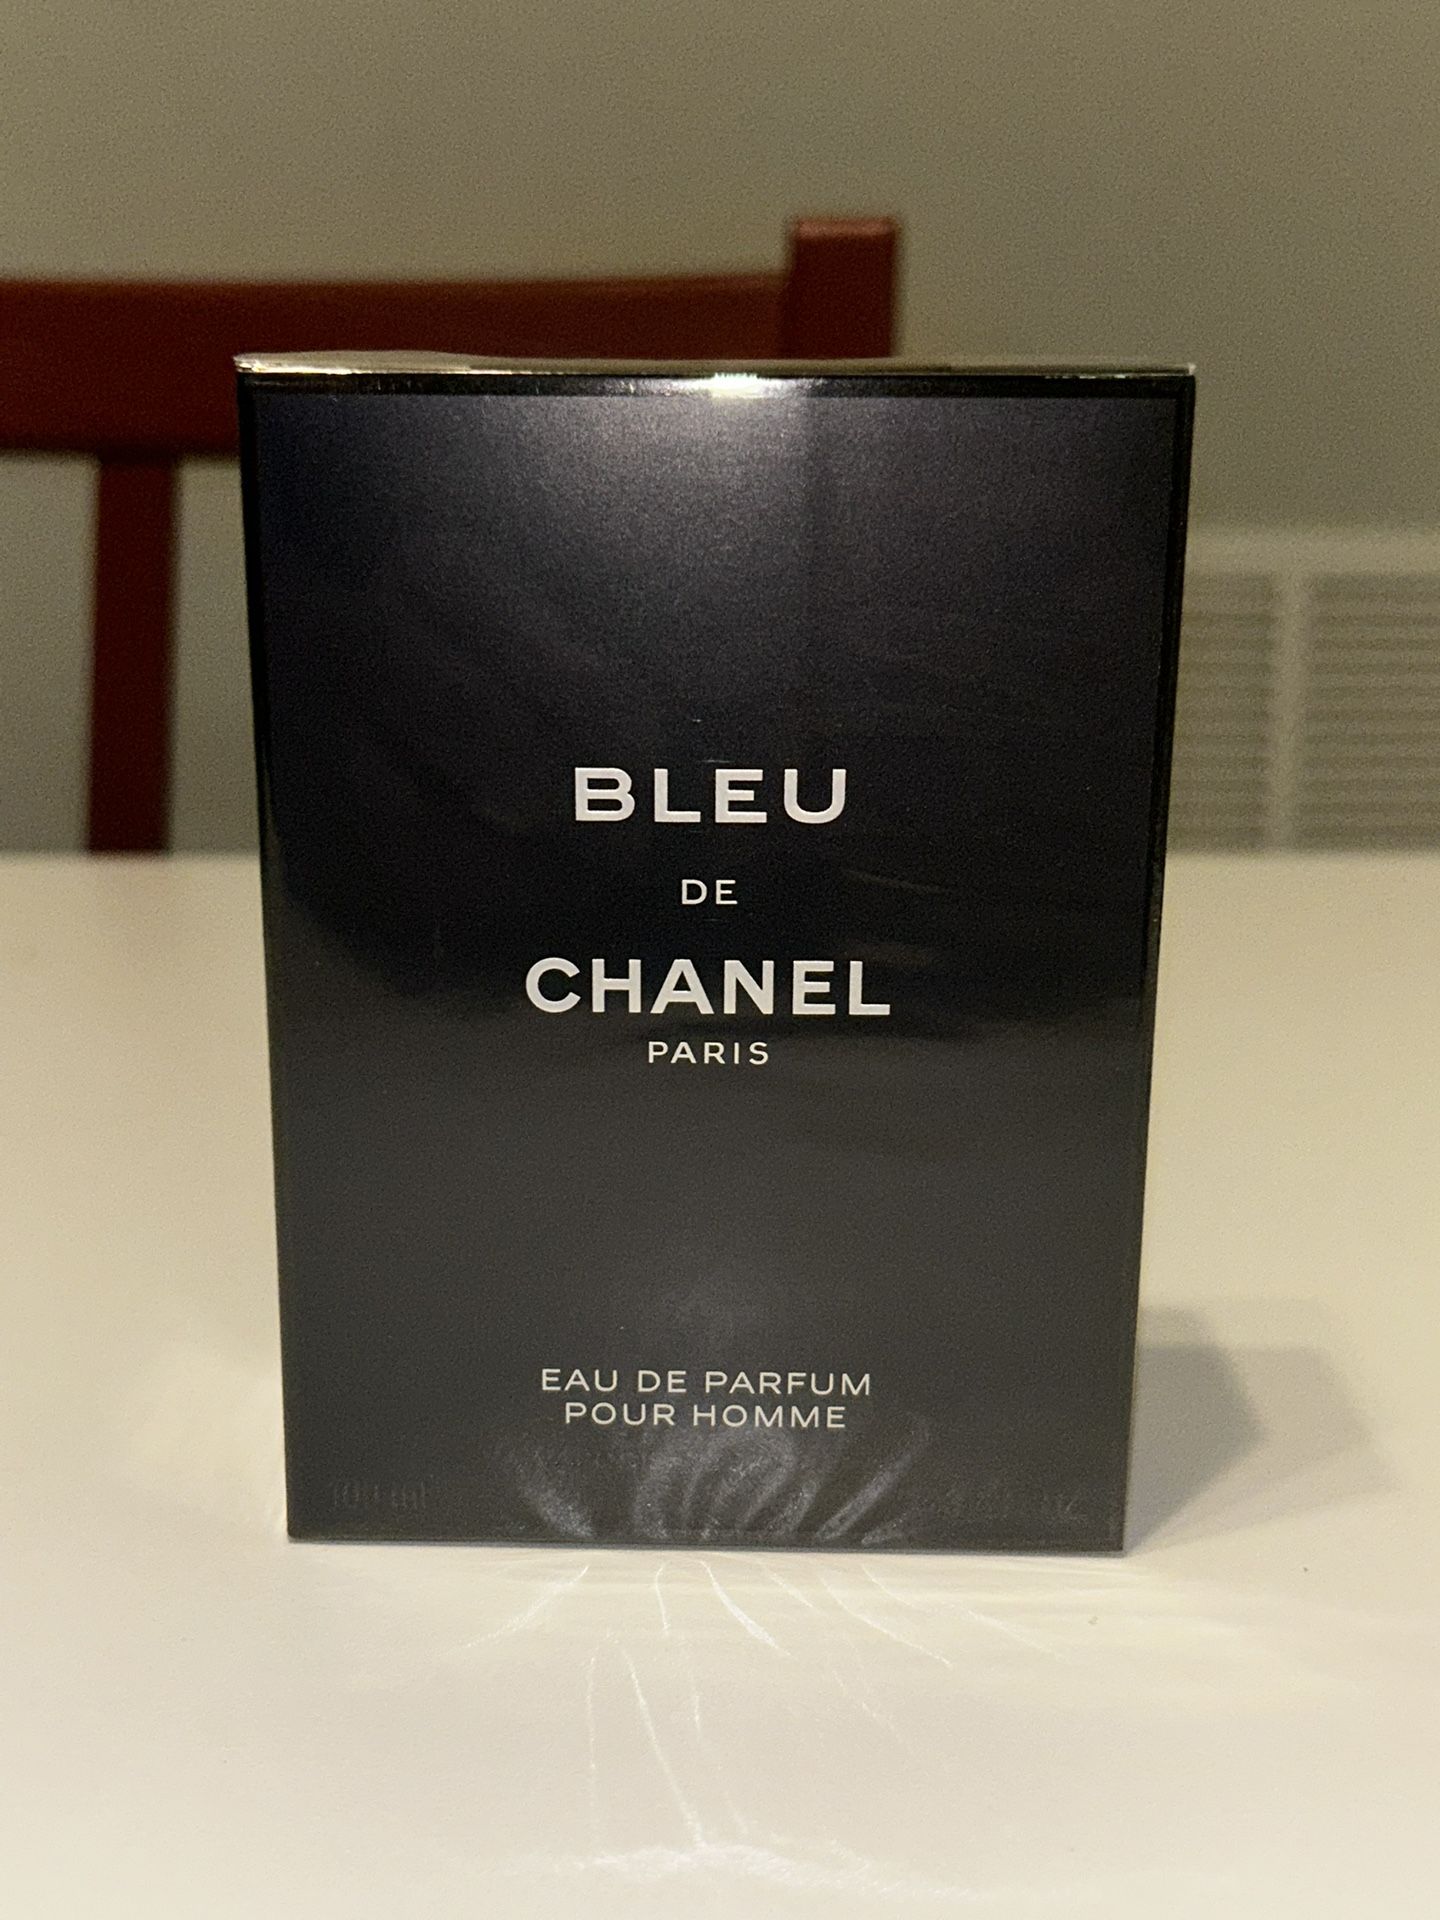 BLEU
DE
CHANEL
PARIS
EAU DE PARFUM
POUR HOMME